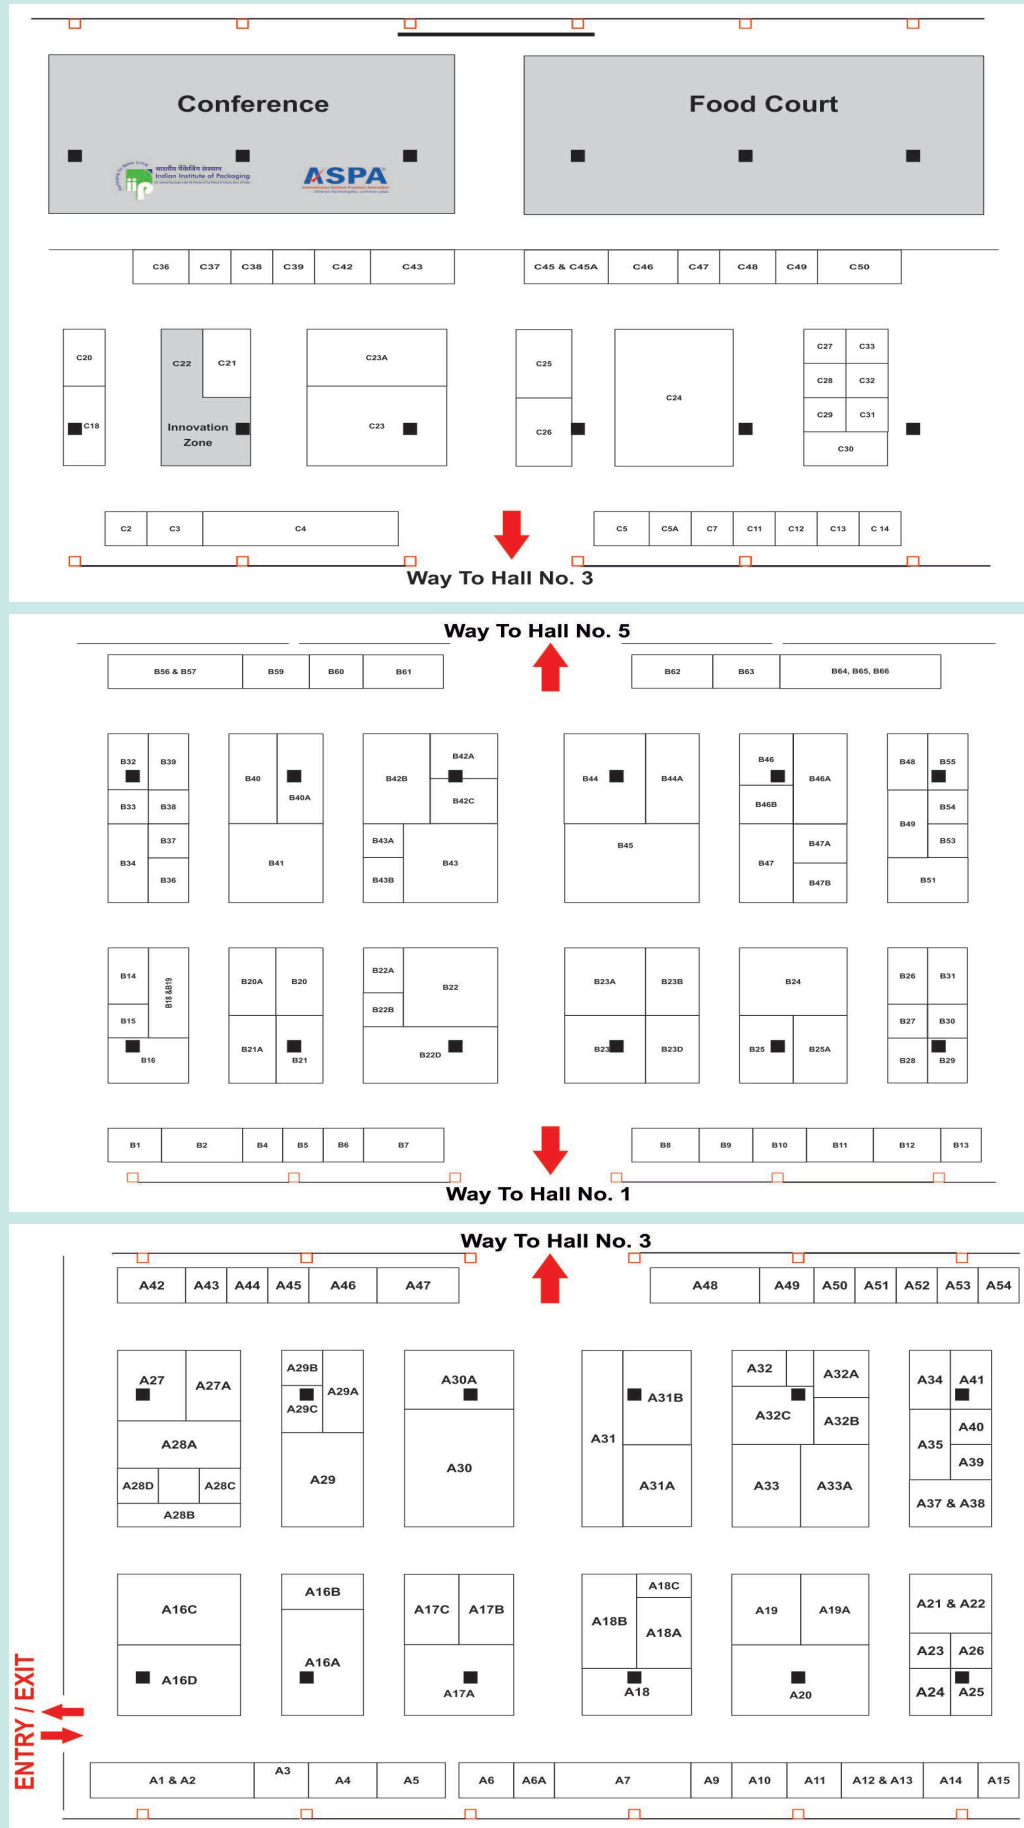 Conference
Food Court
भारतीय पैकेजिंग संस्थान
Indian Institute of Packaging
iip
ASPA
C36 C37 C38 C39 C42 C43 C45 & C45A C46 C47 C48 C49 C50
C20 C22 C21 C23A C25 C24 C27 C33
C28 C32
C18 Innovation Zone C23 C26 C29 C31
C30
C2 C3 C4 C5 C5A C7 C11 C12 C13 C 14
Way To Hall No. 3
Way To Hall No. 5
B56 & B57 B59 B60 B61 B62 B63 B64, B65, B66
B32 B39 B40 B40A B42B B42A B44 B44A B46 B46A B48 B55
B33 B38 B42C B46B B49 B54
B34 B37 B41 B43A B43 B45 B47 B47A B53
B36 B43B B47B B51
B14 B18 &B19 B20A B20 B22A B22 B23A B23B B24 B26 B31
B15 B22B B27 B30
B16 B21A B21 B22D B23 B23D B25 B25A B28 B29
B1 B2 B4 B5 B6 B7 B8 B9 B10 B11 B12 B13
Way To Hall No. 1
Way To Hall No. 3
A42 A43 A44 A45 A46 A47 A48 A49 A50 A51 A52 A53 A54
A27 A27A A29B A29A A30A A31B A32 A32A A34 A41
A29C A32C A32B A40
A28A A29 A30 A31 A35 A39
A28D A28C A31A A33 A33A A37 & A38
A28B
A16C A16B A17C A17B A18B A18C A19 A19A A21 & A22
A18A A23 A26
A16D A16A A17A A18 A20 A24 A25
ENTRY / EXIT
A1 & A2 A3 A4 A5 A6 A6A A7 A9 A10 A11 A12 & A13 A14 A15